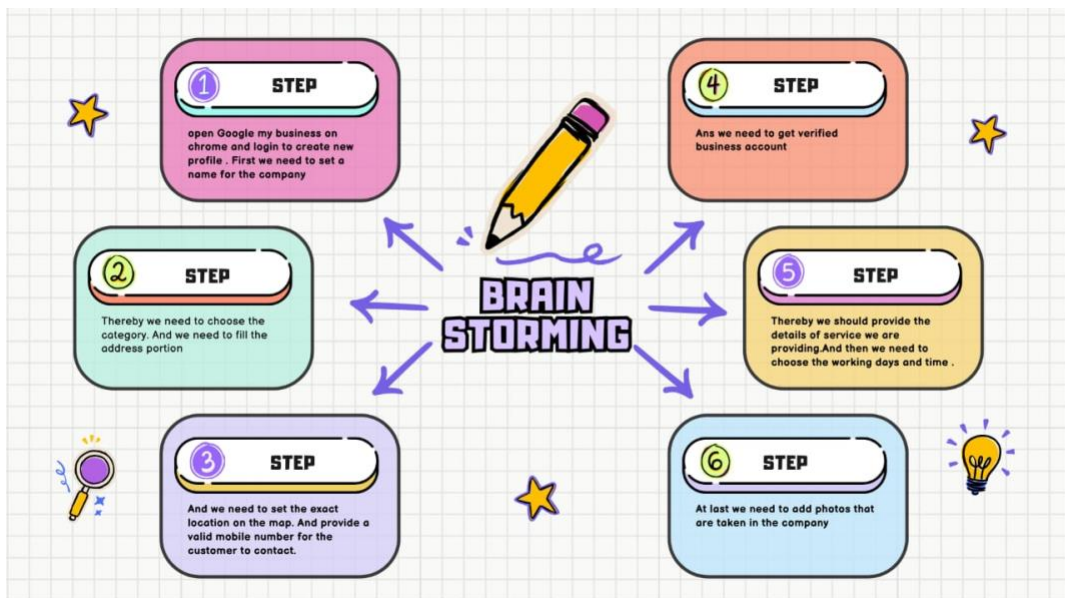 1 STEP
open Google my business on
chrome and login to create new
profile . First we need to set a
name for the company
2 STEP
Thereby we need to choose the
category. And we need to fill the
address portion
3 STEP
And we need to set the exact
location on the map. And provide a
valid mobile number for the
customer to contact.
BRAIN
STORMING
4 STEP
Ans we need to get verified
business account
5 STEP
Thereby we should provide the
details of service we are
providing.And then we need to
choose the working days and time .
6 STEP
At last we need to add photos that
are taken in the company